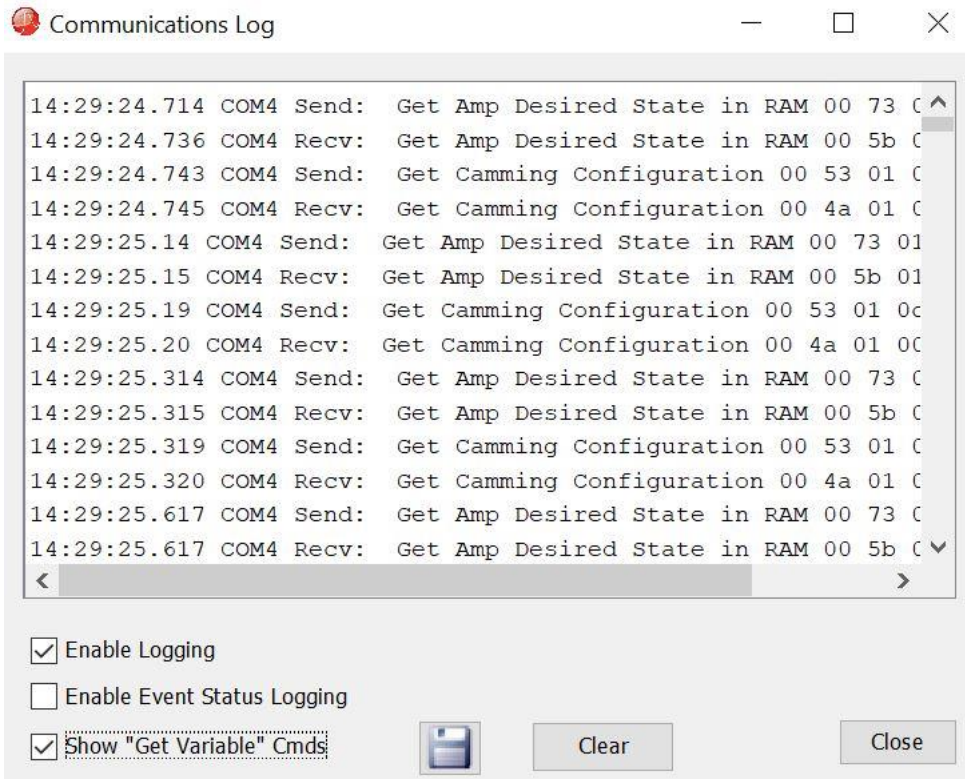 Communications Log
14:29:24.714 COM4 Send:  Get Amp Desired State in RAM 00 73
14:29:24.736 COM4 Recv:  Get Amp Desired State in RAM 00 5b
14:29:24.743 COM4 Send:  Get Camming Configuration 00 53 01
14:29:24.745 COM4 Recv:  Get Camming Configuration 00 4a 01
14:29:25.14 COM4 Send:  Get Amp Desired State in RAM 00 73 01
14:29:25.15 COM4 Recv:  Get Amp Desired State in RAM 00 5b 01
14:29:25.19 COM4 Send:  Get Camming Configuration 00 53 01
14:29:25.20 COM4 Recv:  Get Camming Configuration 00 4a 01
14:29:25.314 COM4 Send:  Get Amp Desired State in RAM 00 73
14:29:25.315 COM4 Recv:  Get Amp Desired State in RAM 00 5b
14:29:25.319 COM4 Send:  Get Camming Configuration 00 53 01
14:29:25.320 COM4 Recv:  Get Camming Configuration 00 4a 01
14:29:25.617 COM4 Send:  Get Amp Desired State in RAM 00 73
14:29:25.617 COM4 Recv:  Get Amp Desired State in RAM 00 5b
Enable Logging
Enable Event Status Logging
Show "Get Variable" Cmds
Clear
Close